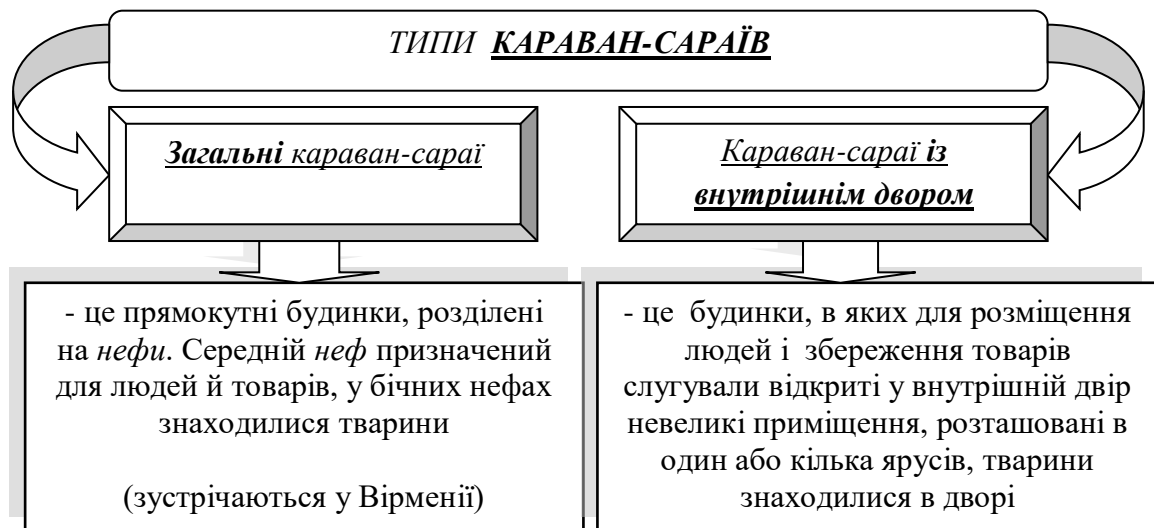 ТИПИ КАРАВАН-САРАЇВ
Загальні караван-сараї
Караван-сараї із
внутрішнім двором
- це прямокутні будинки, розділені
на нефи. Середній неф призначений
для людей й товарів, у бічних нефах
знаходилися тварини
(зустрічаються у Вірменії)
- це будинки, в яких для розміщення
людей і збереження товарів
слугували відкриті у внутрішній двір
невеликі приміщення, розташовані в
один або кілька ярусів, тварини
знаходилися в дворі